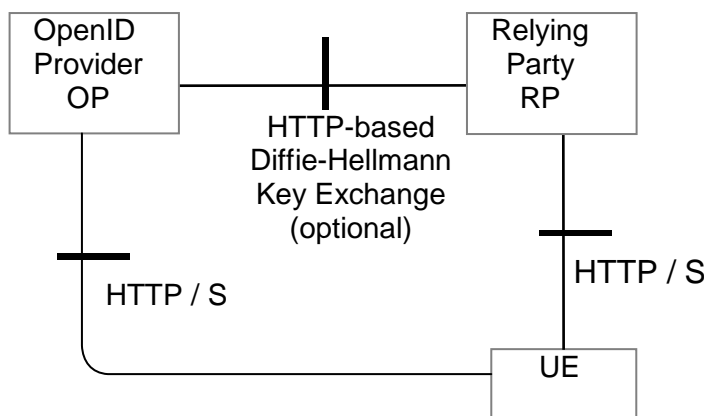 OpenID
Provider
OP
Relying
Party
RP
HTTP-based
Diffie-Hellmann
Key Exchange
(optional)
HTTP / S
HTTP / S
UE